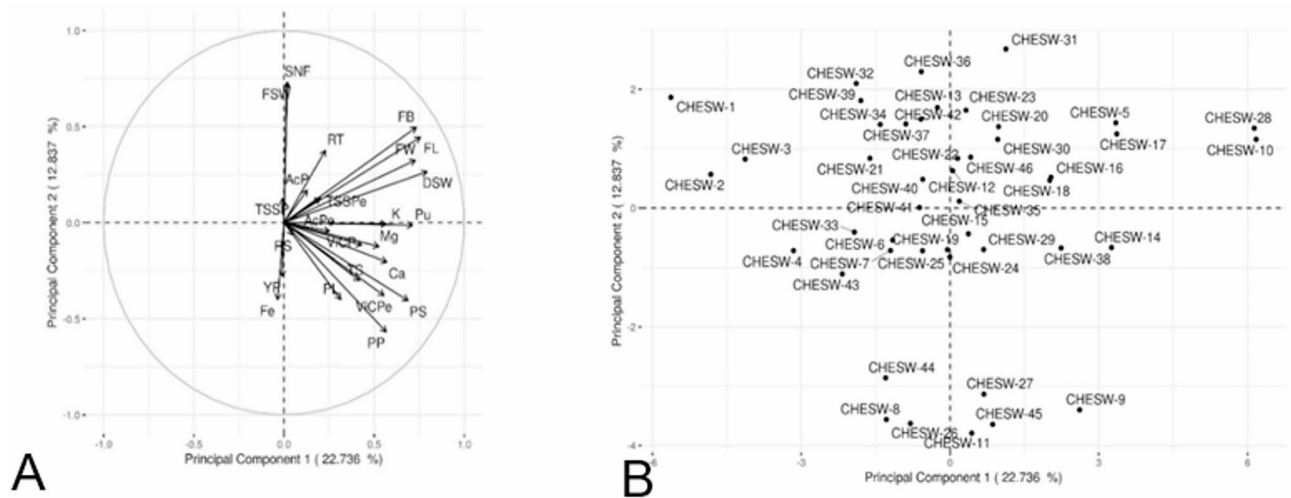 1.0
0.5
0.0
-0.5
-1.0
Principal Component 2 ( 12.837 %)
SNF
FSW
FB
RT
FW
FL
AcP
DSW
TSSPe
TSSP
K
Pu
AcPe
Mg
RS
ViCP
Ca
TS
YP
PL
Fe
ViCPe
PS
PP
-1.0
-0.5
0.0
0.5
1.0
Principal Component 1 ( 22.736 %)
A
2
0
-2
-4
Principal Component 2 ( 12.837 %)
CHESW-31
CHESW-36
CHESW-32
CHESW-39
CHESW-13
CHESW-23
CHESW-1
CHESW-34
CHESW-42
CHESW-20
CHESW-5
CHESW-28
CHESW-37
CHESW-3
CHESW-22
CHESW-30
CHESW-17
CHESW-10
CHESW-21
CHESW-46
CHESW-16
CHESW-2
CHESW-40
CHESW-12
CHESW-18
CHESW-41
CHESW-35
CHESW-15
CHESW-33
CHESW-6
CHESW-19
CHESW-29
CHESW-14
CHESW-4
CHESW-7
CHESW-25
CHESW-24
CHESW-38
CHESW-43
CHESW-44
CHESW-27
CHESW-9
CHESW-8
CHESW-45
CHESW-26
CHESW-11
-6
-3
0
3
6
Principal Component 1 ( 22.736 %)
B